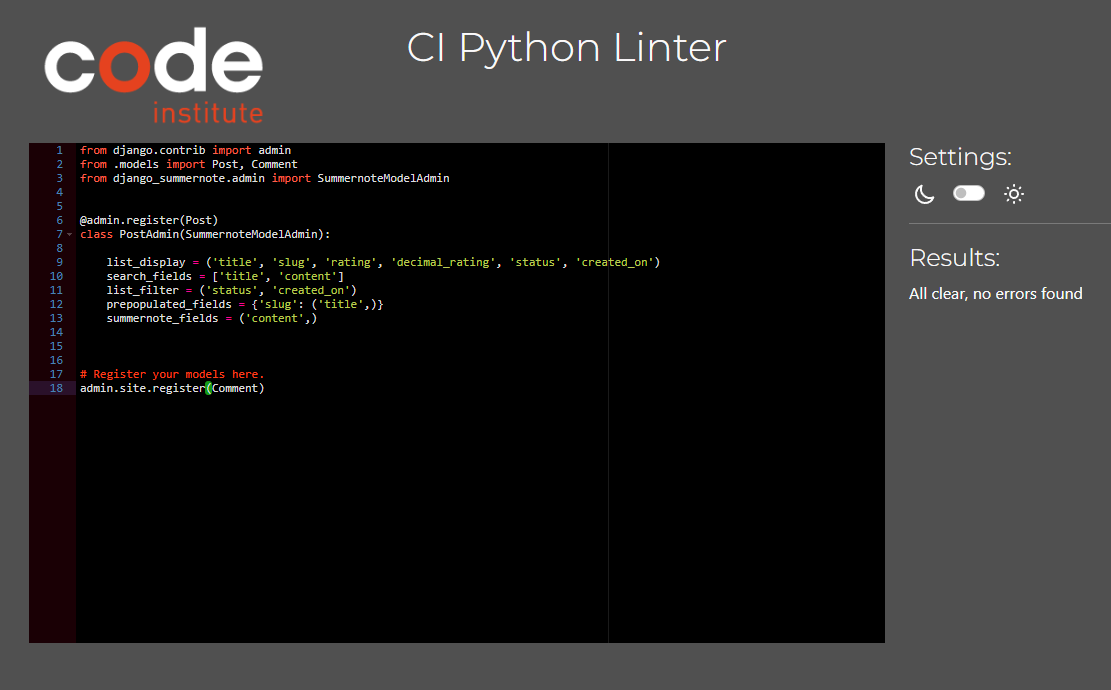 code
institute
CI Python Linter
1 from django.contrib import admin
2 from .models import Post, Comment
3 from django_summernote.admin import SummernoteModelAdmin
4
5
6 @admin.register(Post)
7 class PostAdmin(SummernoteModelAdmin):
8
9     list_display = ('title', 'slug', 'rating', 'decimal_rating', 'status', 'created_on')
10     search_fields = ['title', 'content']
11     list_filter = ('status', 'created_on')
12     prepopulated_fields = {'slug': ('title',)}
13     summernote_fields = ('content',)
14
15
16
17 # Register your models here.
18 admin.site.register(Comment)
Settings:
Results:
All clear, no errors found